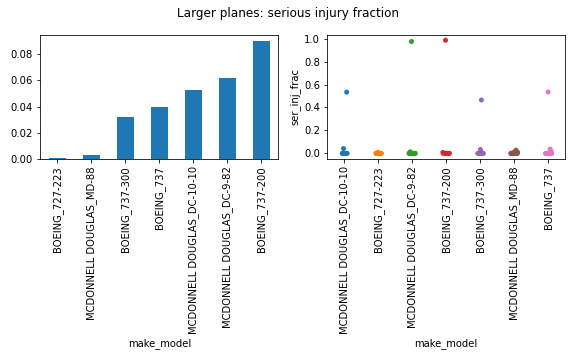 Larger planes: serious injury fraction
0.08
0.06
0.04
0.02
0.00
BOEING_727-223
MCDONNELL DOUGLAS_MD-88
BOEING_737-300
BOEING_737
MCDONNELL DOUGLAS_DC-10-10
MCDONNELL DOUGLAS_DC-9-82
BOEING_737-200
make_model
ser_inj_frac
1.0
0.8
0.6
0.4
0.2
0.0
MCDONNELL DOUGLAS_DC-10-10
BOEING_727-223
MCDONNELL DOUGLAS_DC-9-82
BOEING_737-200
BOEING_737-300
MCDONNELL DOUGLAS_MD-88
BOEING_737
make_model